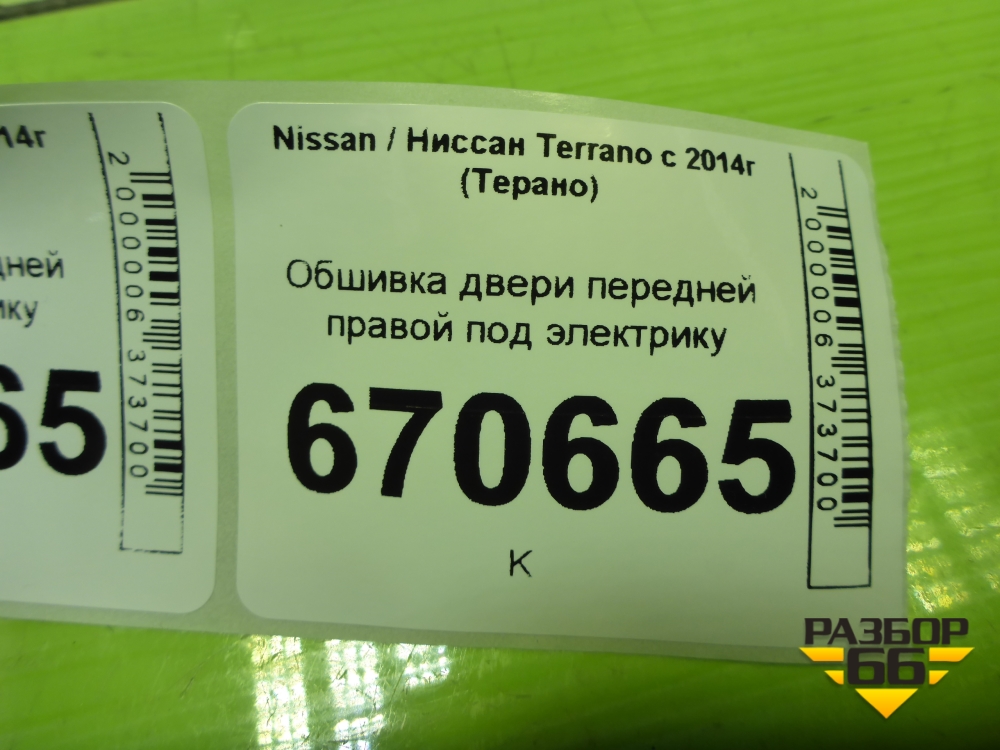 14г
дней
ику
65
2000006373700
Nissan / Ниссан Terrano с 2014г
(Терано)
Обшивка двери передней
правой под электрику
670665
К
2000006373700
РАЗБОР
66